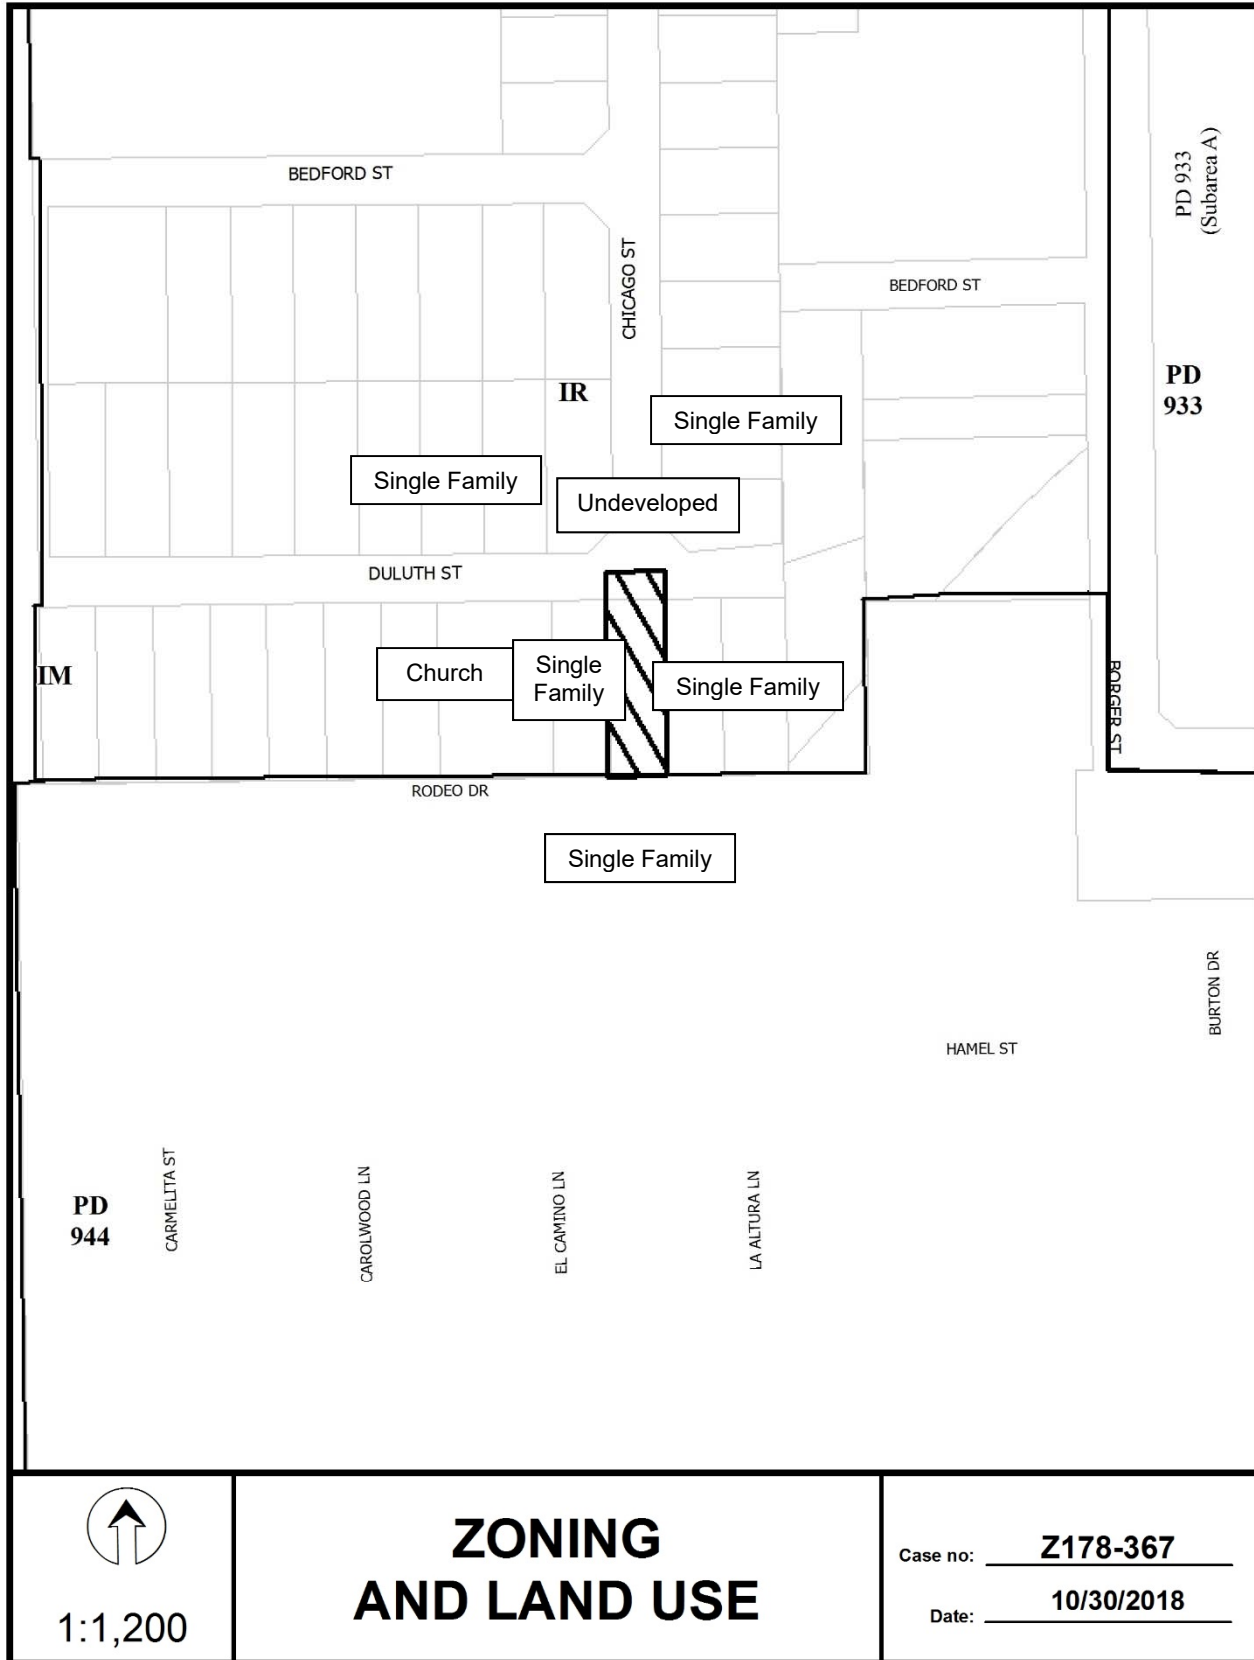 PD 933
(Subarea A)
BEDFORD ST
CHICAGO ST
BEDFORD ST
IR
PD
933
Single Family
Single Family
Undeveloped
DULUTH ST
IM
Church
Single
Family
Single Family
BORGER ST
RODEO DR
Single Family
BURTON DR
HAMEL ST
CARMELITA ST
CAROLWOOD LN
EL CAMINO LN
LA ALTURA LN
PD
944
1:1,200
ZONING
AND LAND USE
Case no: Z178-367
Date: 10/30/2018